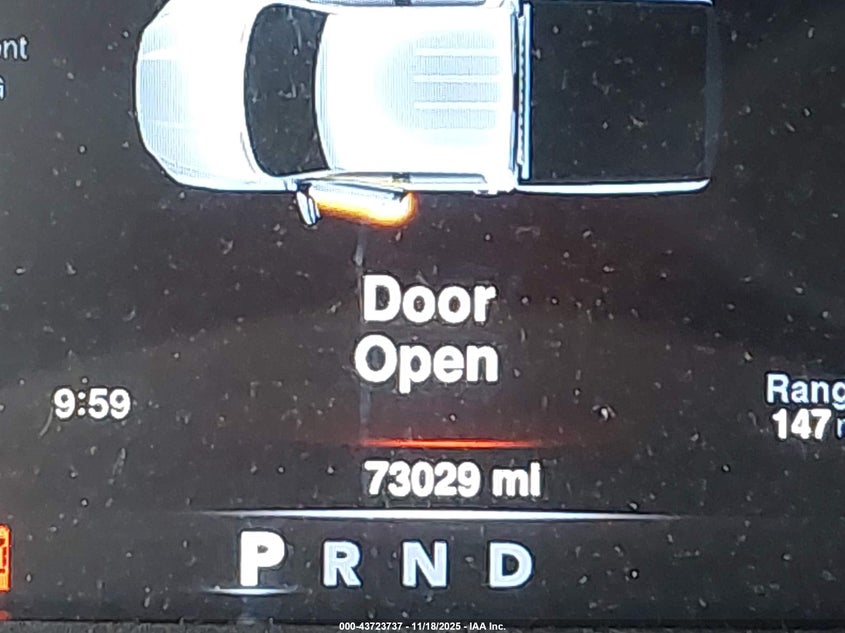 Door
Open
9:59
147
73029 mi
P R N D
000-43723737 - 11/18/2025 - IAA Inc.